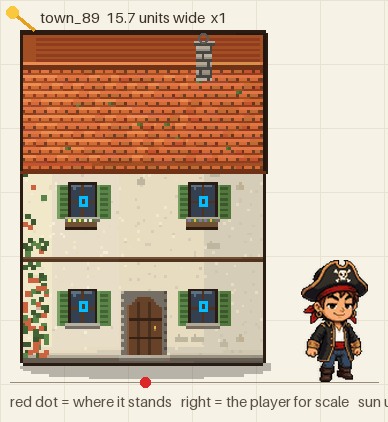 town_89 15.7 units wide x1
red dot = where it stands right = the player for scale sun u